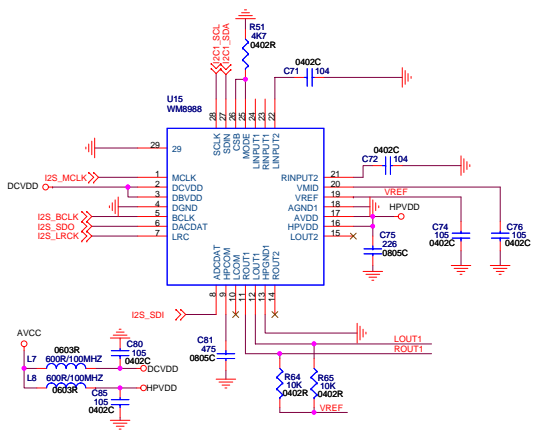 I2C1_SCL
I2C1_SDA
R51
4K7
0402R
0402C
C71 104
U15
WM8988
28 27 26 25 24 23 22
SCLK
SDIN
CSB
MODE
LINPUT1
RINPUT1
LINPUT2
29 29
0402C
C72 104
I2S_MCLK 1 MCLK
RINPUT2 21
DCVDD 2 DCVDD
VMID 20
3 DBVDD
VREF 19 VREF
4 DGND
AGND1 18
HPVDD
I2S_BCLK 5 BCLK
AVDD 17
I2S_SDO 6 DACDAT
HPVDD 16
I2S_LRCK 7 LRC
LOUT2 15
C75
226
0805C
C74
105
0402C
C76
105
0402C
ADCDAT
HPCOM
LCOM
ROUT1
LOUT1
HPGND1
ROUT2
8 9 10 11 12 13 14
I2S_SDI
AVCC
C81
475
0805C
LOUT1
ROUT1
0603R
L7 600R/100MHZ
C80
105
0402C
DCVDD
L8 600R/100MHZ
0603R
HPVDD
C85
105
0402C
R64
10K
0402R
R65
10K
0402R
VREF